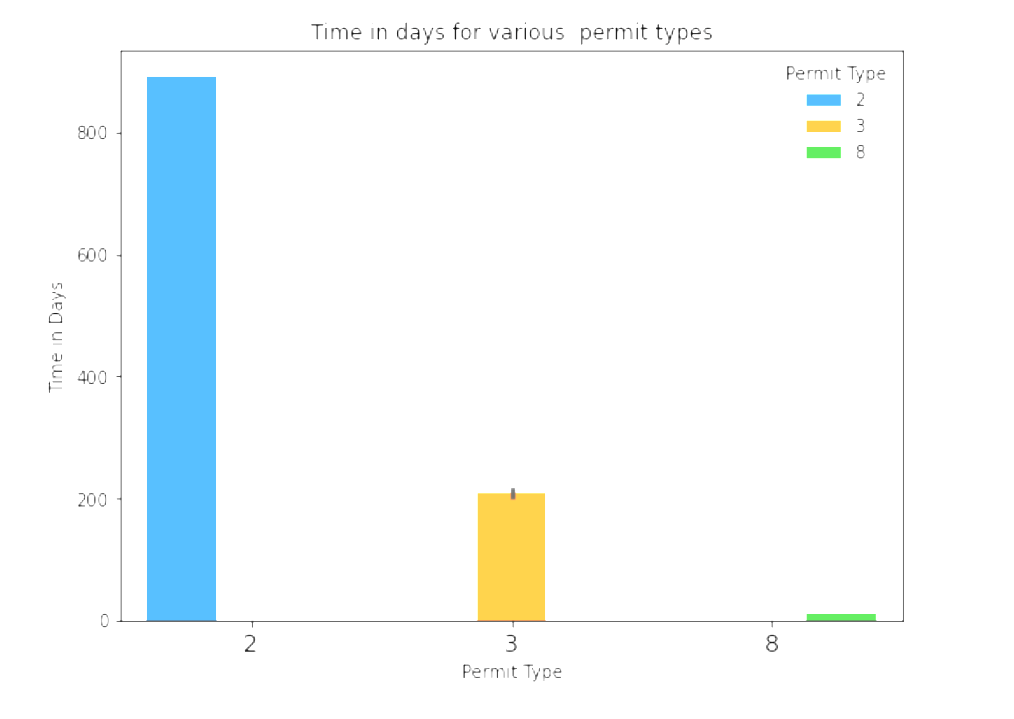 Time in days for various  permit types
Permit Type
2
3
8
800
600
400
200
0
Time in Days
2
3
8
Permit Type